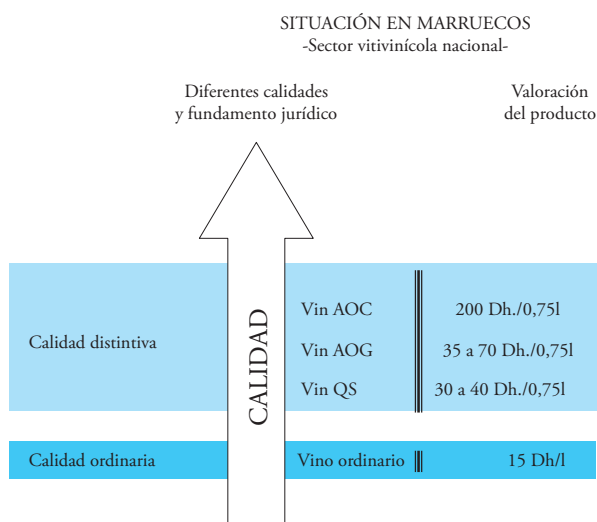 SITUACIÓN EN MARRUECOS
-Sector vitivinícola nacional-
Diferentes calidades
y fundamento jurídico
Valoración
del producto
CALIDAD
Calidad distintiva
Vin AOC 200 Dh./0,75l
Vin AOG 35 a 70 Dh./0,75l
Vin QS 30 a 40 Dh./0,75l
Calidad ordinaria Vino ordinario 15 Dh/l